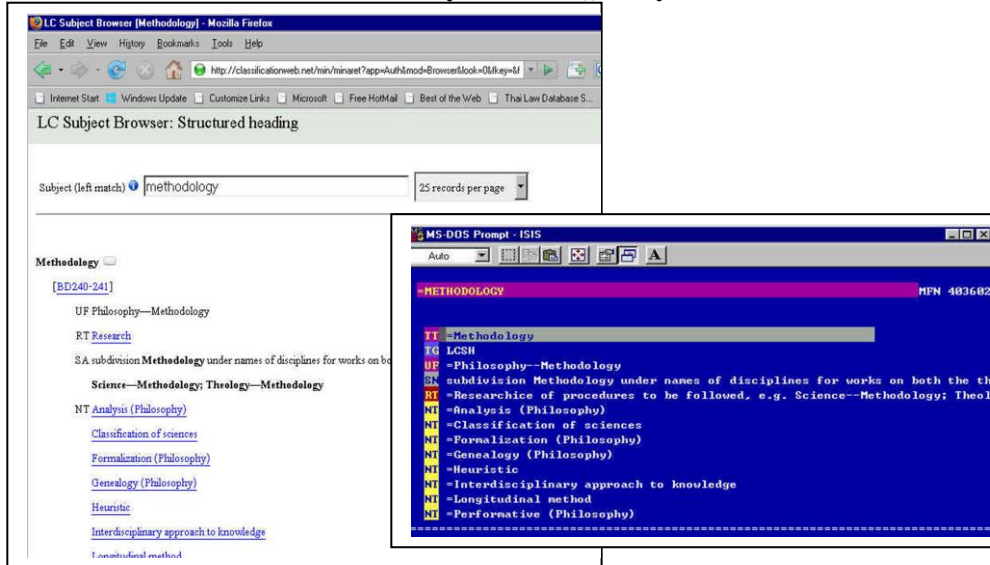 LC Subject Browser [Methodology] - Mozilla Firefox
File Edit View History Bookmarks Tools Help
http://classificationweb.net/min/minaret?app=Auth&mod=Browser&look=0&fkey=&f
Internet Start Windows Update Customize Links Microsoft Free HotMail Best of the Web Thai Law Database S...
LC Subject Browser: Structured heading
Subject (left match) methodology 25 records per page
Methodology
[BD240-241]
UF Philosophy—Methodology
RT Research
SA subdivision Methodology under names of disciplines for works on bo
Science—Methodology; Theology—Methodology
NT Analysis (Philosophy)
Classification of sciences
Formalization (Philosophy)
Genealogy (Philosophy)
Heuristic
Interdisciplinary approach to knowledge
Longitudinal method
MS-DOS Prompt - ISIS
Auto A
=METHODOLOGY MFN 403602
TT =Methodology
TG LCSH
UF =Philosophy--Methodology
SN subdivision Methodology under names of disciplines for works on both the th
RT =Researchice of procedures to be followed, e.g. Science--Methodology; Theol
NT =Analysis (Philosophy)
NT =Classification of sciences
NT =Formalization (Philosophy)
NT =Genealogy (Philosophy)
NT =Heuristic
NT =Interdisciplinary approach to knowledge
NT =Longitudinal method
NT =Performative (Philosophy)